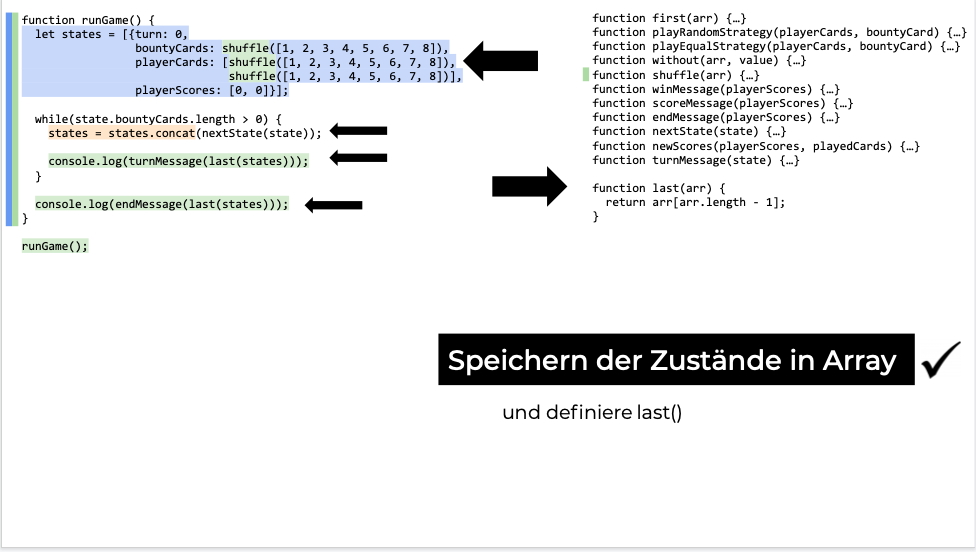 function runGame() {
  let states = [{turn: 0,
                 bountyCards: shuffle([1, 2, 3, 4, 5, 6, 7, 8]),
                 playerCards: [shuffle([1, 2, 3, 4, 5, 6, 7, 8]),
                               shuffle([1, 2, 3, 4, 5, 6, 7, 8])],
                 playerScores: [0, 0]}];
  while(state.bountyCards.length > 0) {
    states = states.concat(nextState(state));
    console.log(turnMessage(last(states)));
  }
  console.log(endMessage(last(states)));
}
runGame();
function first(arr) {…}
function playRandomStrategy(playerCards, bountyCard) {…}
function playEqualStrategy(playerCards, bountyCard) {…}
function without(arr, value) {…}
function shuffle(arr) {…}
function winMessage(playerScores) {…}
function scoreMessage(playerScores) {…}
function endMessage(playerScores) {…}
function nextState(state) {…}
function newScores(playerScores, playedCards) {…}
function turnMessage(state) {…}
function last(arr) {
  return arr[arr.length - 1];
}
Speichern der Zustände in Array
und definiere last()